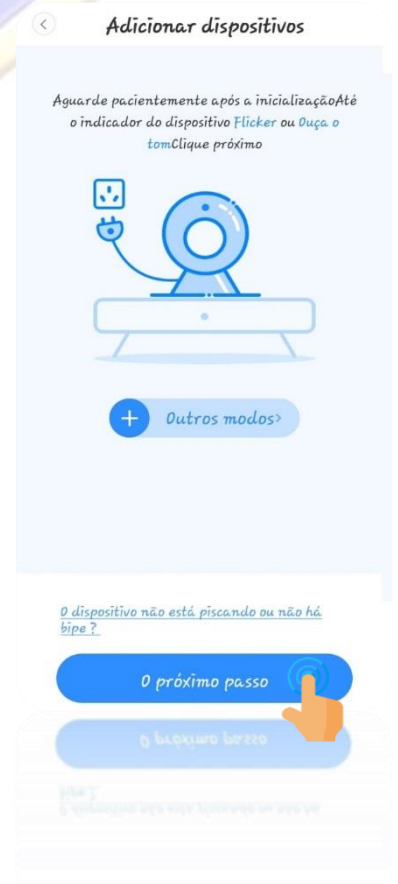 Adicionar dispositivos
Aguarde pacientemente após a inicializaçãoAté
o indicador do dispositivo Flicker ou Ouça o
tomClique próximo
Outros modos>
O dispositivo não está piscando ou não há
bipe ?
O próximo passo